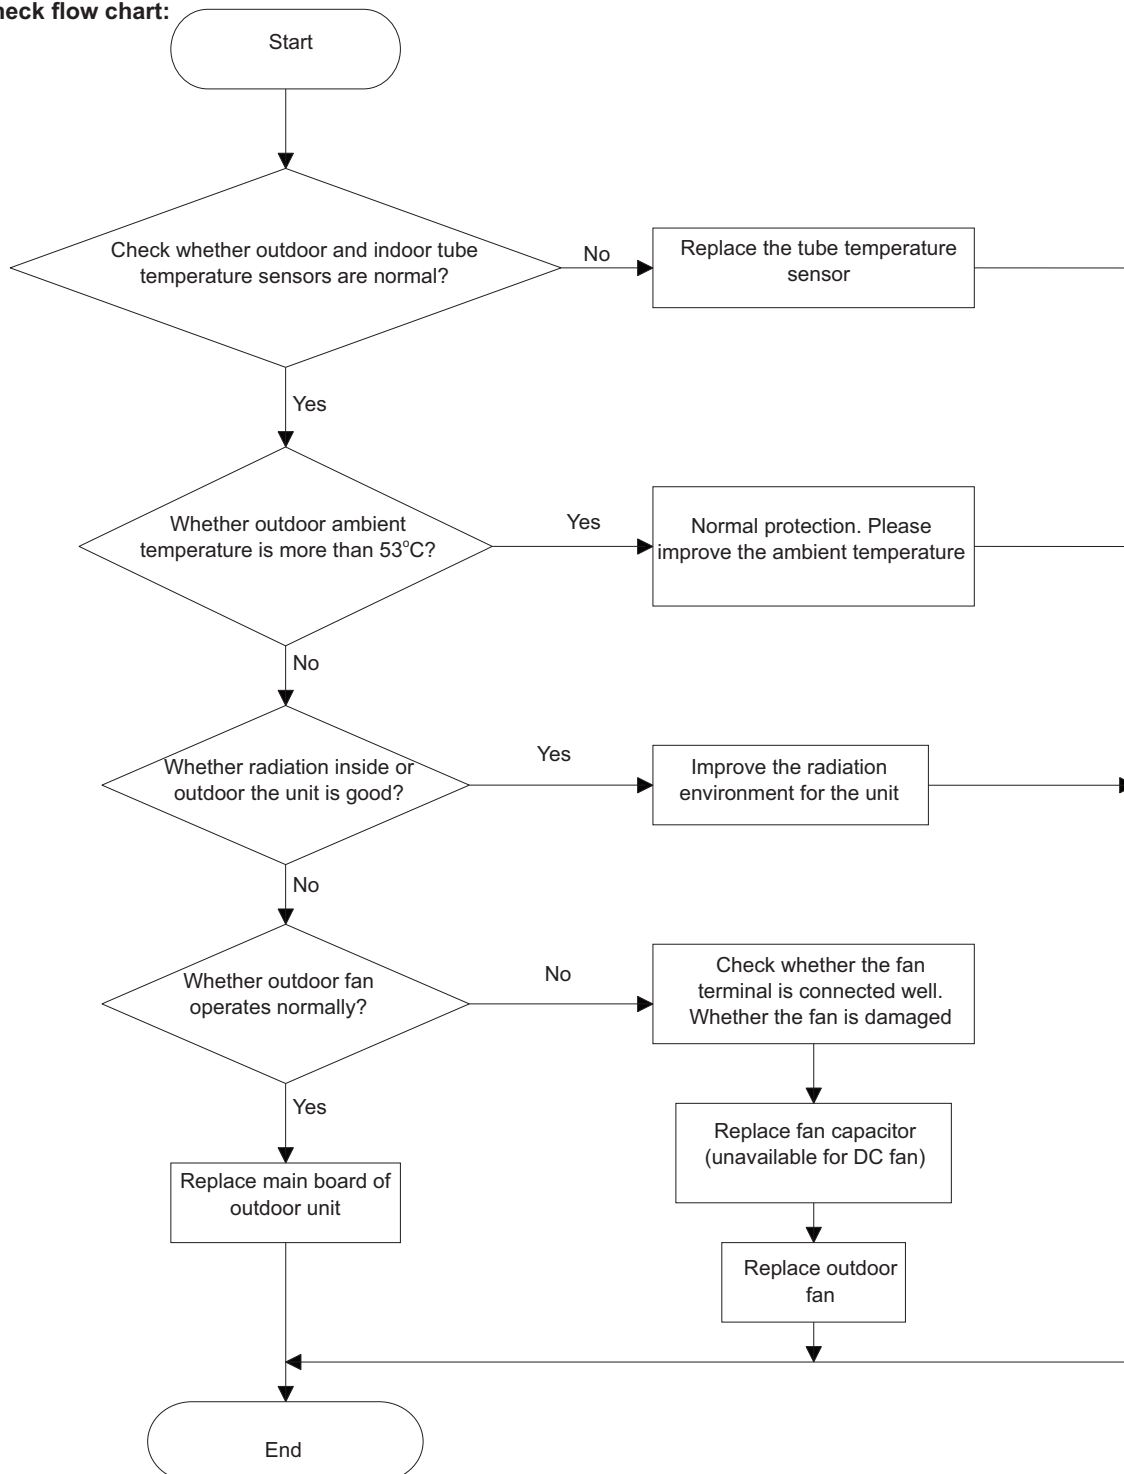 heck flow chart:
Start
Check whether outdoor and indoor tube
temperature sensors are normal?
No
Replace the tube temperature
sensor
Yes
Whether outdoor ambient
temperature is more than 53°C?
Yes
Normal protection. Please
improve the ambient temperature
No
Whether radiation inside or
outdoor the unit is good?
Yes
Improve the radiation
environment for the unit
No
Whether outdoor fan
operates normally?
No
Check whether the fan
terminal is connected well.
Whether the fan is damaged
Yes
Replace fan capacitor
(unavailable for DC fan)
Replace main board of
outdoor unit
Replace outdoor
fan
End